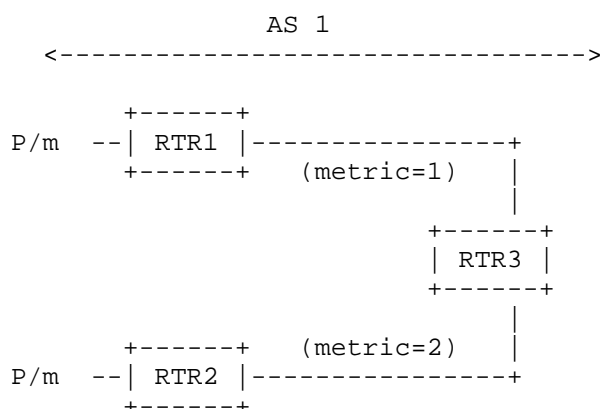 AS 1
P/m RTR1
(metric=1)
RTR3
(metric=2)
P/m RTR2